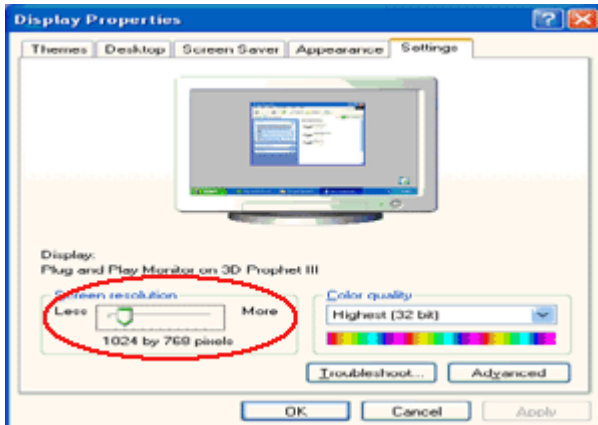 Display Properties
Themes Desktop Screen Saver Appearance Settings
Display:
Plug and Play Monitor on 3D Prophet III
Screen resolution
Less More
1024 by 768 pixels
Color quality
Highest (32 bit)
Troubleshoot... Advanced
OK Cancel Apply